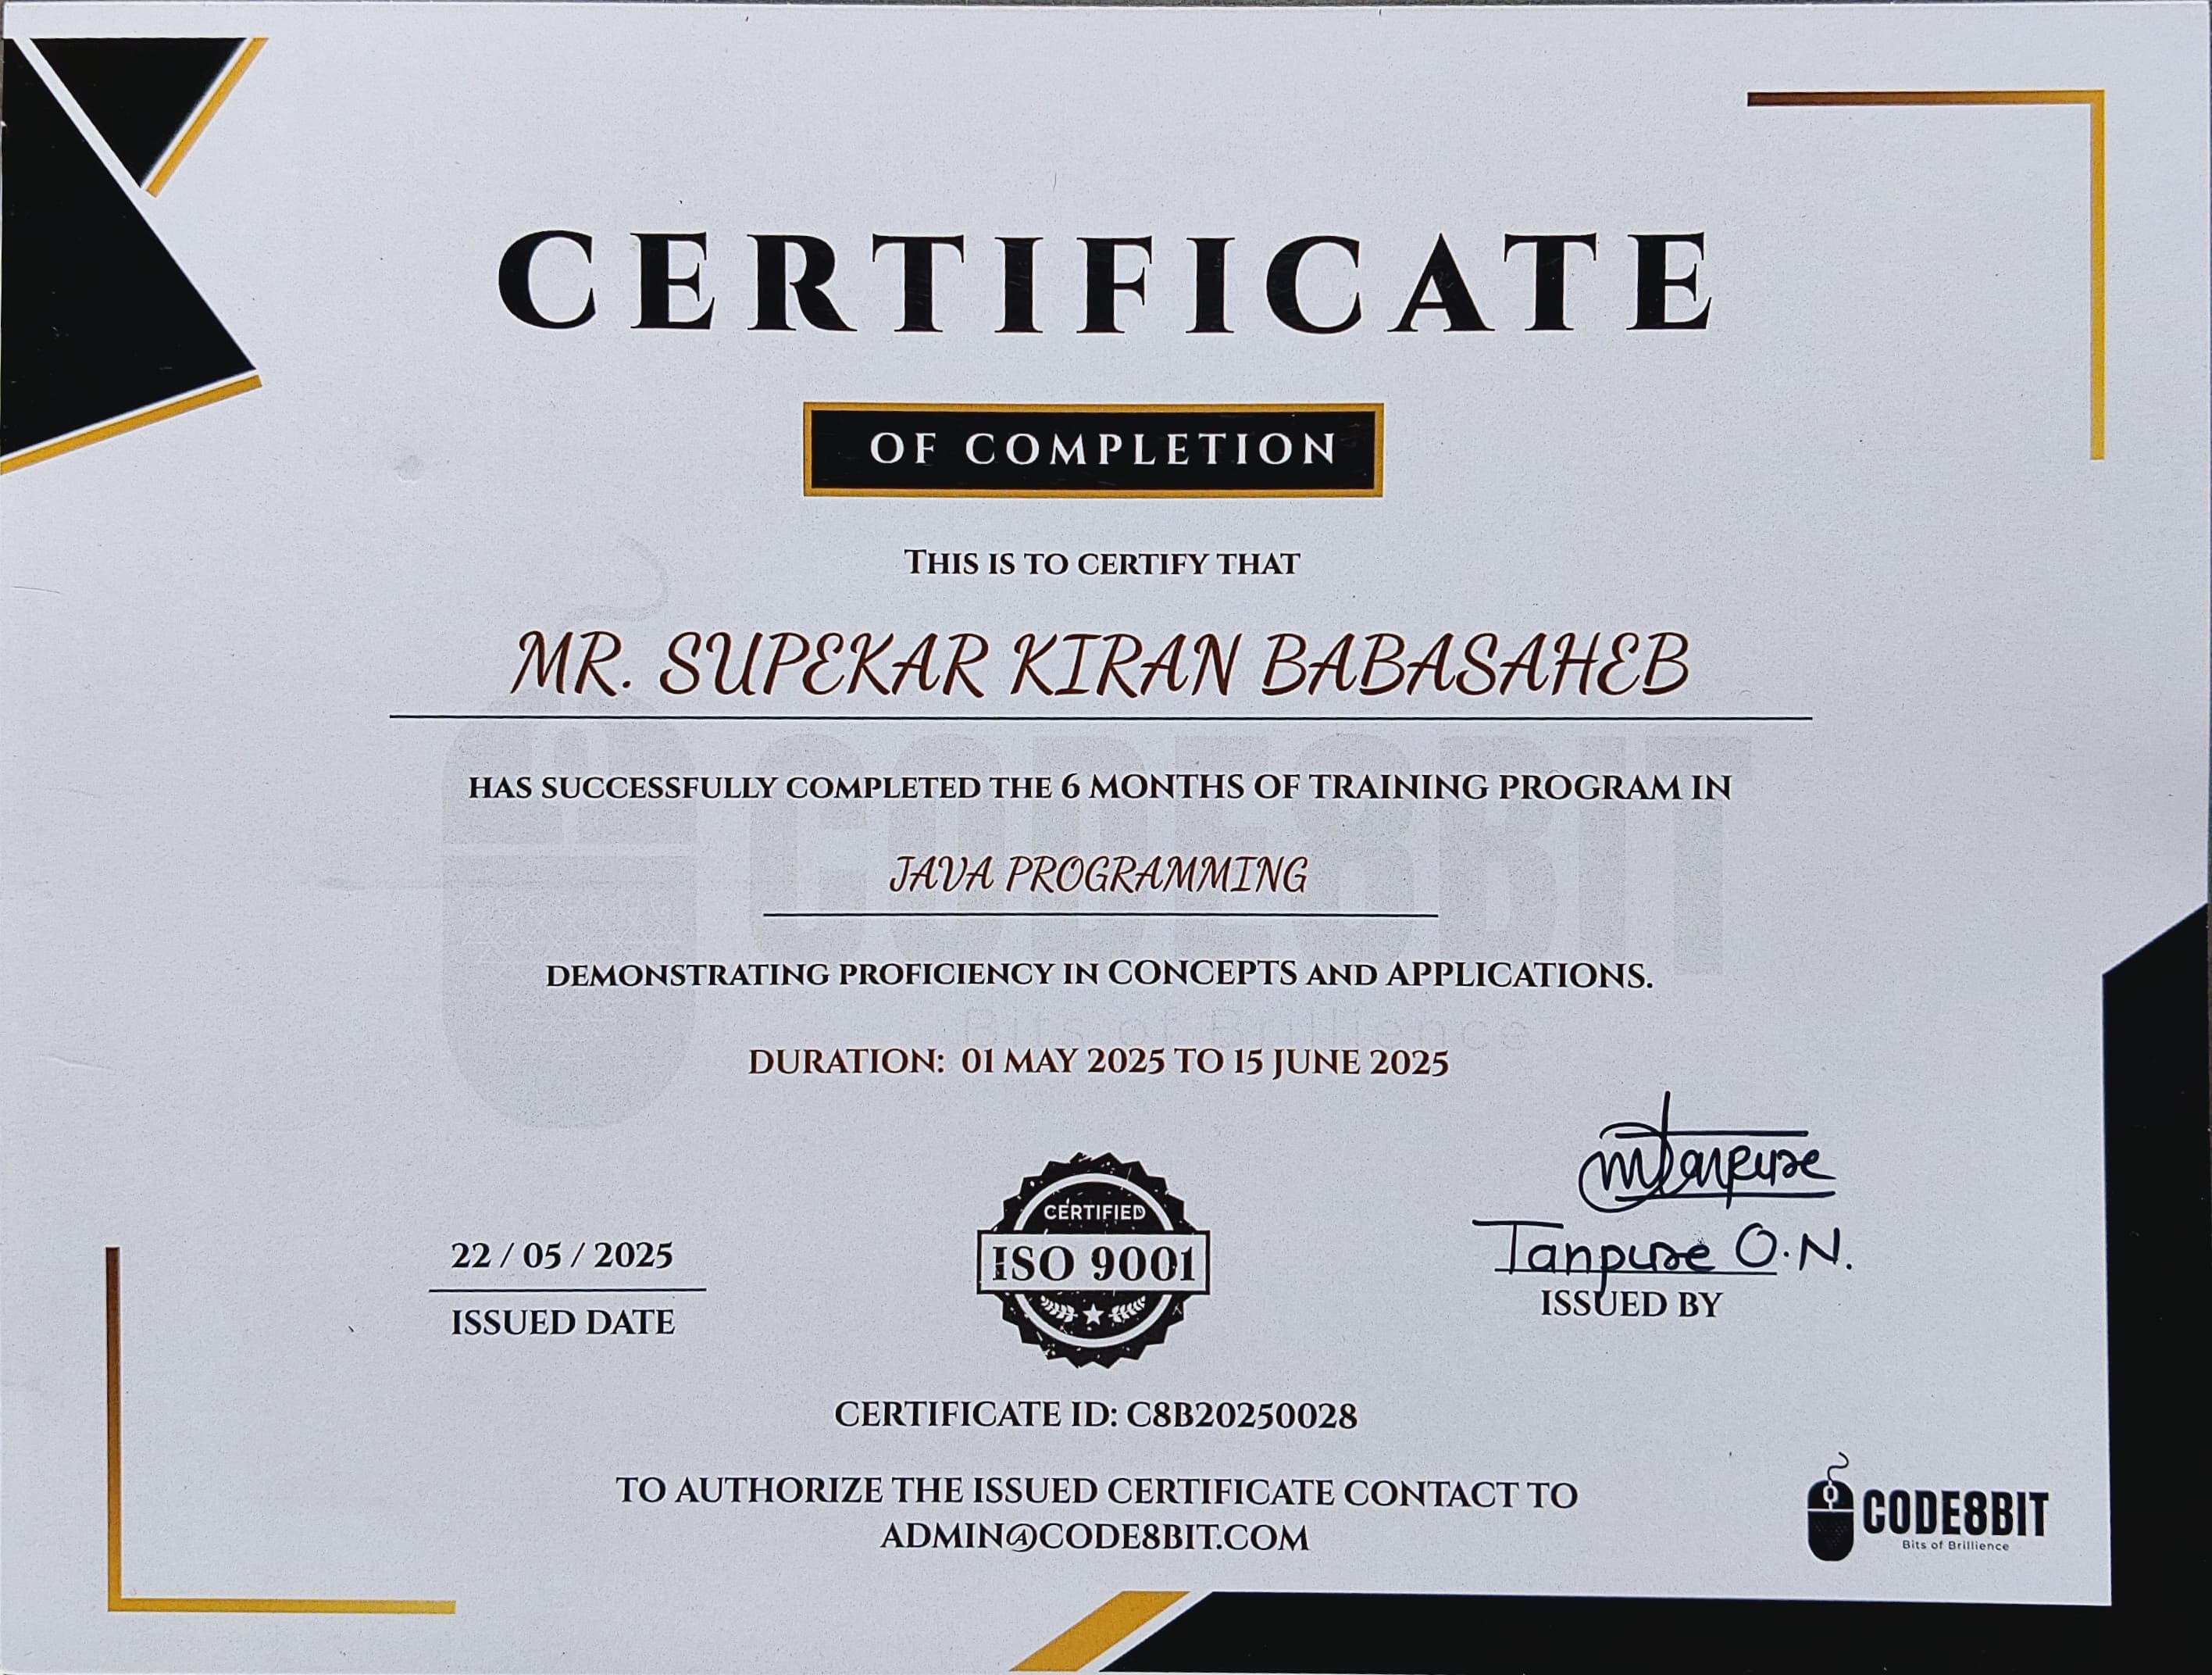 CERTIFICATE
OF COMPLETION
THIS IS TO CERTIFY THAT
MR. SUPEKAR KIRAN BABASAHEB
HAS SUCCESSFULLY COMPLETED THE 6 MONTHS OF TRAINING PROGRAM IN
JAVA PROGRAMMING
DEMONSTRATING PROFICIENCY IN CONCEPTS AND APPLICATIONS.
DURATION: 01 MAY 2025 TO 15 JUNE 2025
CODE8BIT
Bits of Brillience
22 / 05 / 2025
ISSUED DATE
CERTIFIED
ISO 9001
Tanpure O.N.
ISSUED BY
CERTIFICATE ID: C8B20250028
TO AUTHORIZE THE ISSUED CERTIFICATE CONTACT TO
ADMIN@CODE8BIT.COM
CODE8BIT
Bits of Brillience